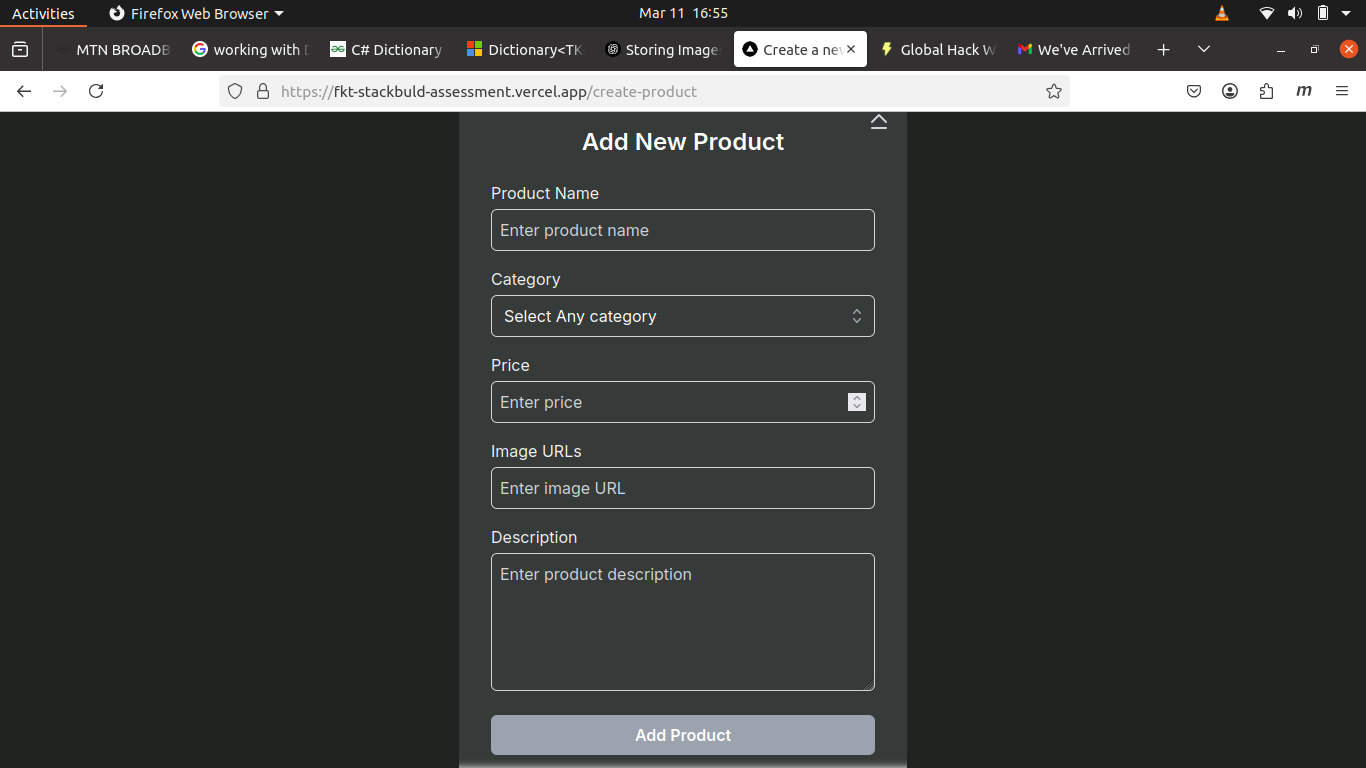 Activities Firefox Web Browser Mar 11 16:55
MTN BROADB working with D C# Dictionary Dictionary<TK Storing Image Create a nev Global Hack W We've Arrived
https://fkt-stackbuld-assessment.vercel.app/create-product
Add New Product
Product Name
Enter product name
Category
Select Any category
Price
Enter price
Image URLs
Enter image URL
Description
Enter product description
Add Product